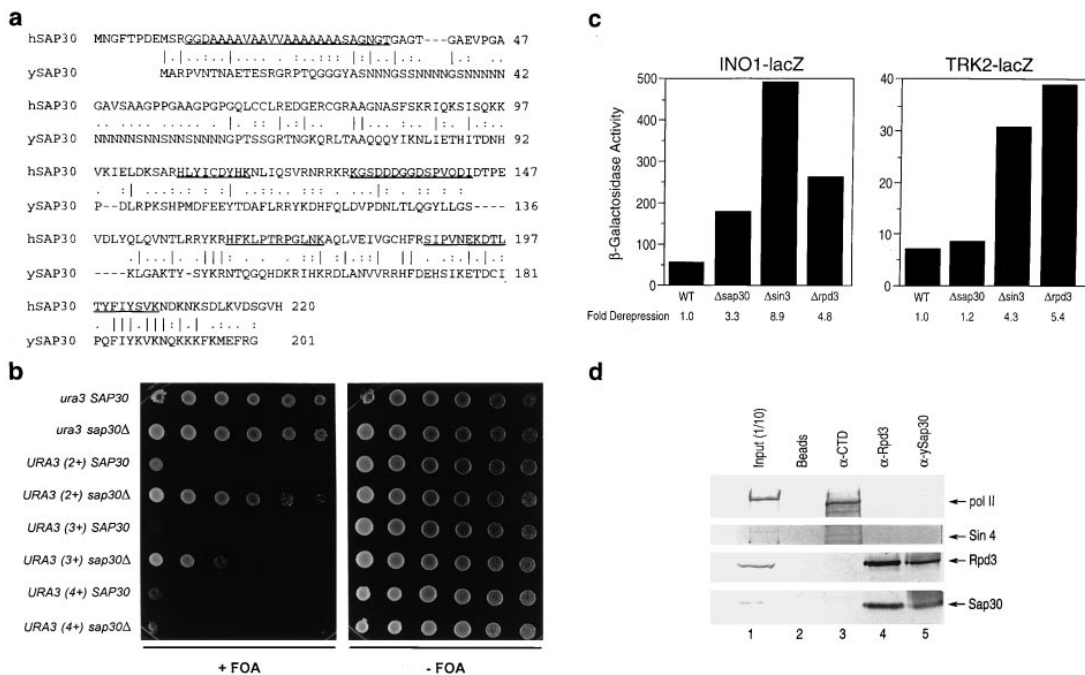 a
hSAP30 MNGFTPDEMSRGGDAAAAVAAVVAAAAAAASAGNGTGAGT---GAEVPGA 47
ySAP30 MARPVNTNAETESRGRPTQGGGYASNNNGSSNNNNGSNNNNN 42
hSAP30 GAVSAAGPPGAAGPGPGQLCCLREDGERCGRAAGNASFSKRIQKSISQKK 97
ySAP30 NNNNNSNNSNNSNNNNGPTSSGRTNGKQRLTAAQQQYIKNLIETHITDNH 92
hSAP30 VKIELDKSARHLYICDYHKNLIQSVRNRRKRKGSDDDGGDSPVQDIDTPE 147
ySAP30 P--DLRPKSHPMDFEEYTDAFLRRYKDHFQLDVPDNLTLQGYLLGS---- 136
hSAP30 VDLYQLQVNTLRRYKRHFKLPTRPGLNKAQLVEIVGCHFRSIPVNEKDTL 197
ySAP30 ----KLGAKTY-SYKRNTQGQHDKRIHKRDLANVVRRHFDEHSIKETDCI 181
hSAP30 TYFIYSVKNDKNKSDLKVDSGVH 220
ySAP30 PQFIYKVKNQKKKFKMEFRG 201
b
ura3 SAP30
ura3 sap30Δ
URA3 (2+) SAP30
URA3 (2+) sap30Δ
URA3 (3+) SAP30
URA3 (3+) sap30Δ
URA3 (4+) SAP30
URA3 (4+) sap30Δ
+ FOA
- FOA
c
INO1-lacZ
TRK2-lacZ
β-Galactosidase Activity
500
400
300
200
100
0
40
30
20
10
0
WT Δsap30 Δsin3 Δrpd3
WT Δsap30 Δsin3 Δrpd3
Fold Derepression 1.0 3.3 8.9 4.8
1.0 1.2 4.3 5.4
d
Input (1/10)
Beads
α-CTD
α-Rpd3
α-ySap30
pol II
Sin 4
Rpd3
Sap30
1 2 3 4 5